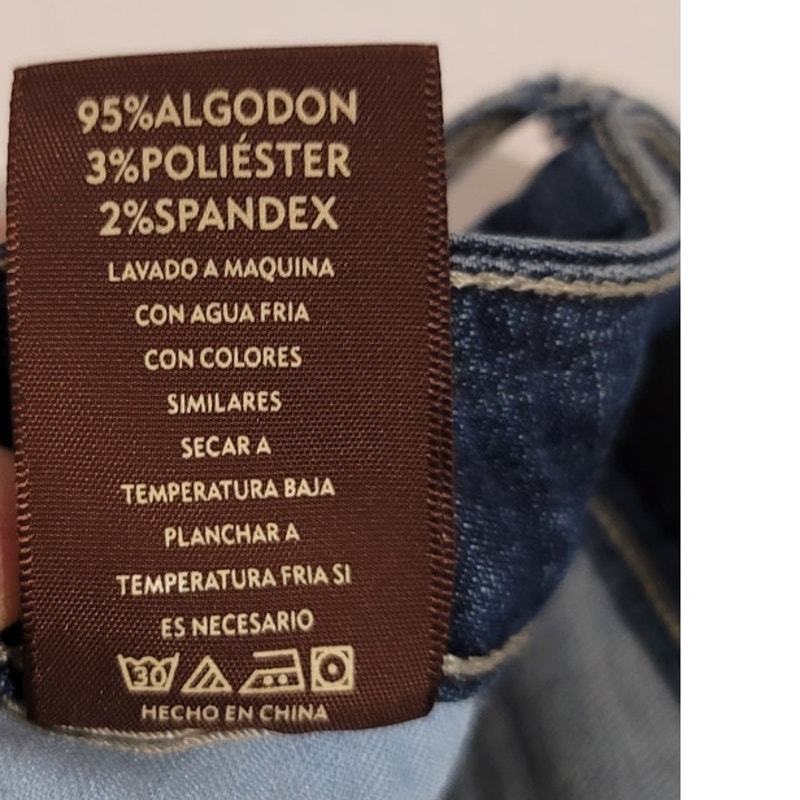 95%ALGODON
3%POLIÉSTER
2%SPANDEX
LAVADO A MAQUINA
CON AGUA FRIA
CON COLORES
SIMILARES
SECAR A
TEMPERATURA BAJA
PLANCHAR A
TEMPERATURA FRIA SI
ES NECESARIO
30
HECHO EN CHINA